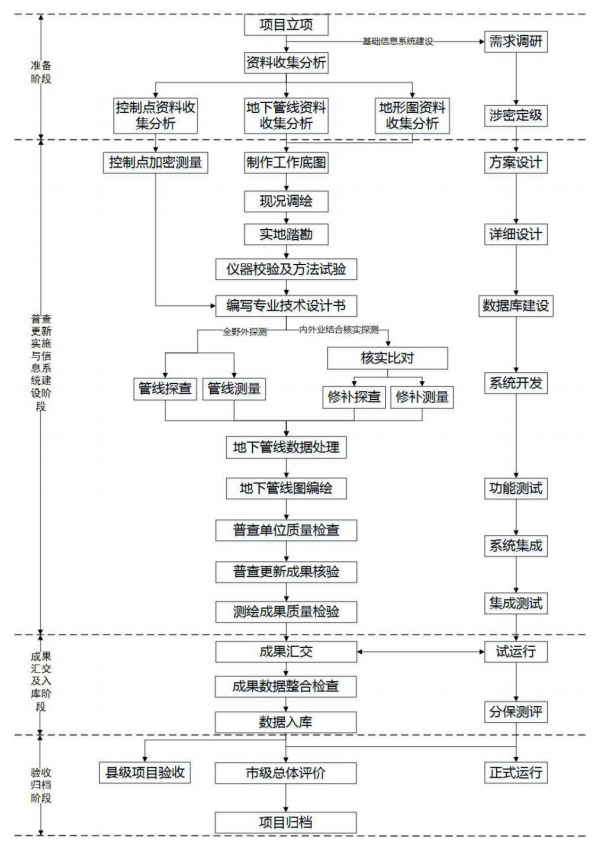 项目立项
基础信息系统建设
需求调研
准备
阶段
资料收集分析
控制点资料收
集分析
地下管线资料
收集分析
地形图资料
收集分析
涉密定级
控制点加密测量
制作工作底图
方案设计
现况调绘
实地踏勘
详细设计
仪器校验及方法试验
编写专业技术设计书
数据库建设
普查
更新
实施
与信
息系
统建
设阶
段
全野外探测
内外业结合核实探测
核实比对
管线探查
管线测量
修补探查
修补测量
系统开发
地下管线数据处理
地下管线图编绘
功能测试
普查单位质量检查
系统集成
普查更新成果核验
测绘成果质量检验
集成测试
成果
汇交
及入
库阶
段
成果汇交
试运行
成果数据整合检查
数据入库
分保测评
验收
归档
阶段
县级项目验收
市级总体评价
正式运行
项目归档